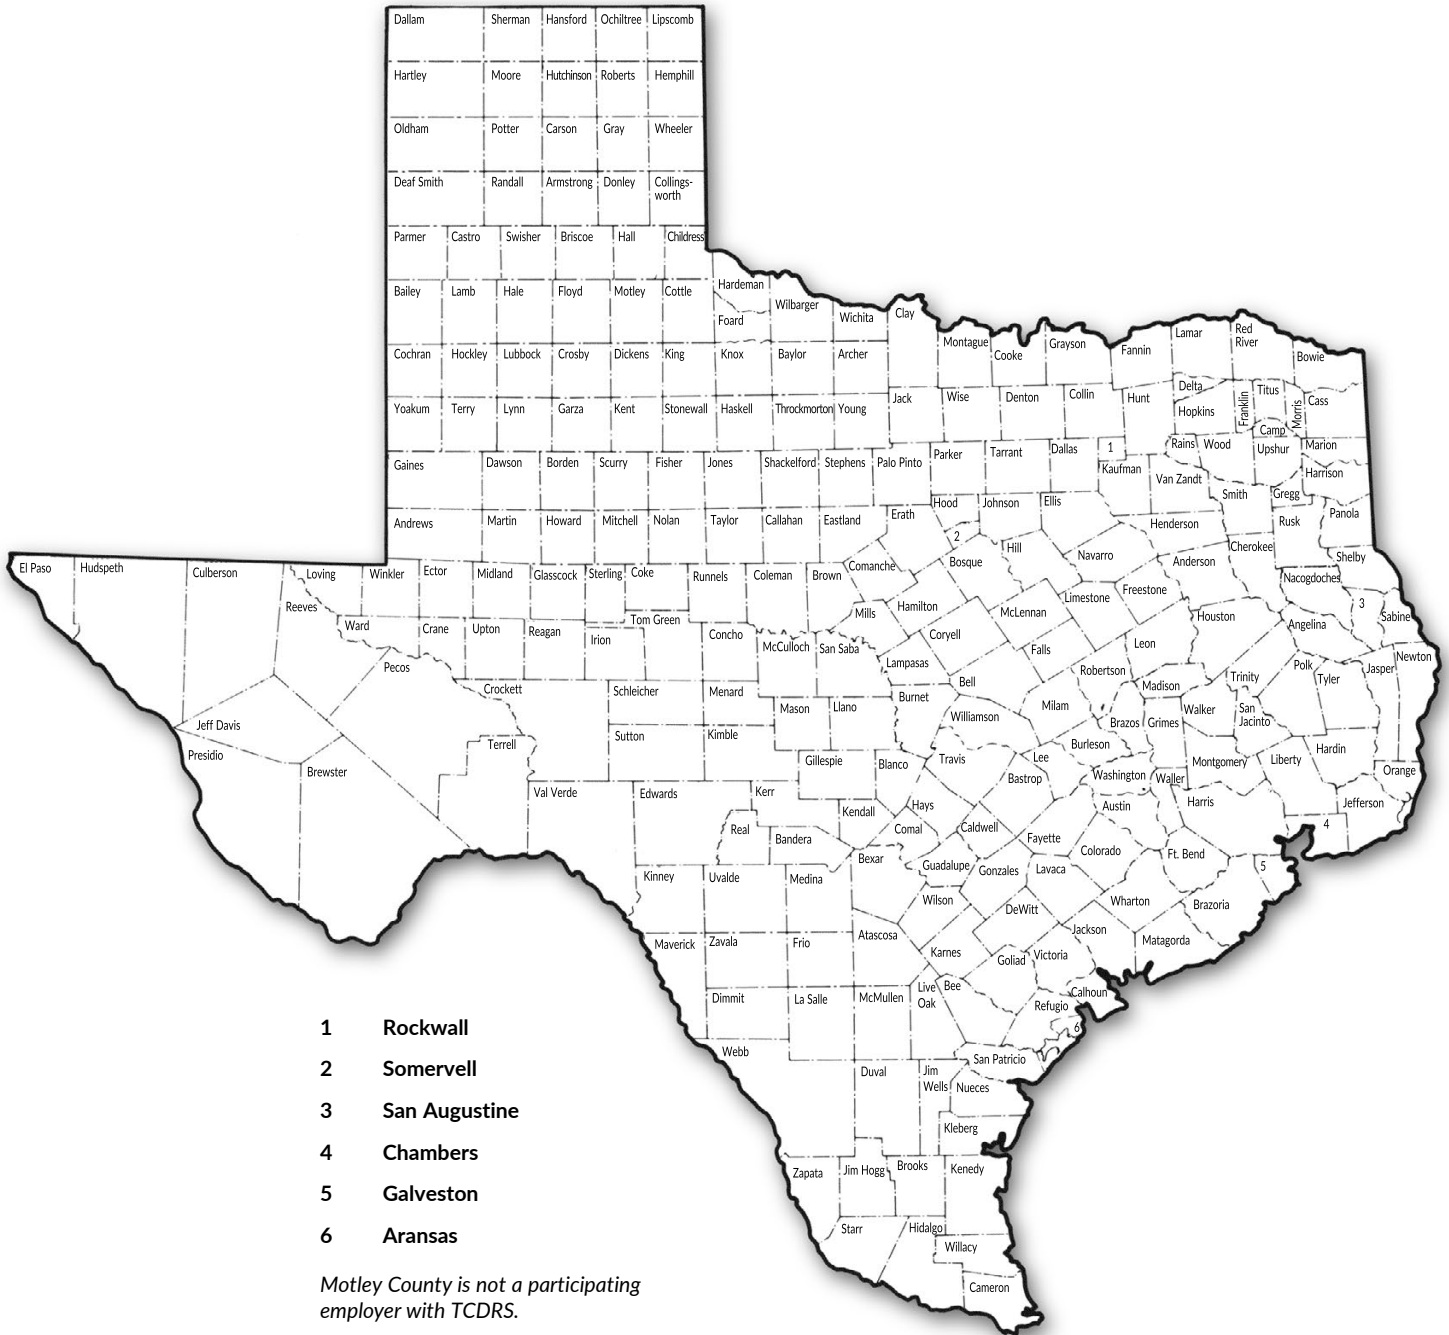 Dallam Sherman Hansford Ochiltree Lipscomb
Hartley Moore Hutchinson Roberts Hemphill
Oldham Potter Carson Gray Wheeler
Deaf Smith Randall Armstrong Donley Collings-
worth
Parmer Castro Swisher Briscoe Hall Childress
Hardeman
Bailey Lamb Hale Floyd Motley Cottle
Wilbarger
Foard Wichita Clay
Montague Cooke Grayson Fannin Lamar Red
River
Bowie
Cochran Hockley Lubbock Crosby Dickens King Knox Baylor Archer
Delta Franklin Titus Morris Cass
Jack Wise Denton Collin Hunt Hopkins
Yoakum Terry Lynn Garza Kent Stonewall Haskell Throckmorton Young
Camp
Parker Tarrant Dallas 1 Rains Wood Upshur Marion
Gaines Dawson Borden Scurry Fisher Jones Shackelford Stephens Palo Pinto
Kaufman Van Zandt Harrison
Hood Johnson Ellis Smith Gregg
Andrews Martin Howard Mitchell Nolan Taylor Callahan Eastland Erath
Henderson Rusk Panola
2 Hill Cherokee
Bosque Navarro Anderson Shelby
El Paso Hudspeth Culberson Loving Winkler Ector Midland Glasscock Sterling Coke Runnels Coleman Brown Comanche
Nacogdoches
Reeves Limestone Freestone 3
Mills Hamilton McLennan Houston Sabine
Ward Crane Upton Reagan Irion Tom Green Concho
Coryell Angelina
McCulloch San Saba Falls Leon
Pecos Lampasas Robertson Polk Jasper Newton
Crockett Schleicher Menard Bell Madison Trinity Tyler
Mason Llano Burnet Milam Walker San
Jacinto
Jeff Davis Williamson Brazos Grimes
Sutton Kimble
Presidio Terrell Burleson Hardin
Gillespie Blanco Travis Lee Montgomery Liberty
Brewster Bastrop Washington Waller Orange
Val Verde Edwards Kerr
Kendall Hays Austin Harris Jefferson
Real Bandera Comal Caldwell Fayette 4
Bexar Colorado Ft. Bend
Guadalupe Gonzales Lavaca 5
Kinney Uvalde Medina
Wilson DeWitt Wharton Brazoria
Maverick Zavala Frio Atascosa Jackson Matagorda
Karnes Goliad Victoria
Dimmit La Salle McMullen Live
Oak
Bee Calhoun
Refugio
6
Webb San Patricio
Duval Jim
Wells
Nueces
Kleberg
Zapata Jim Hogg Brooks Kenedy
Starr Hidalgo
Willacy
Cameron
1 Rockwall
2 Somervell
3 San Augustine
4 Chambers
5 Galveston
6 Aransas
Motley County is not a participating
employer with TCDRS.